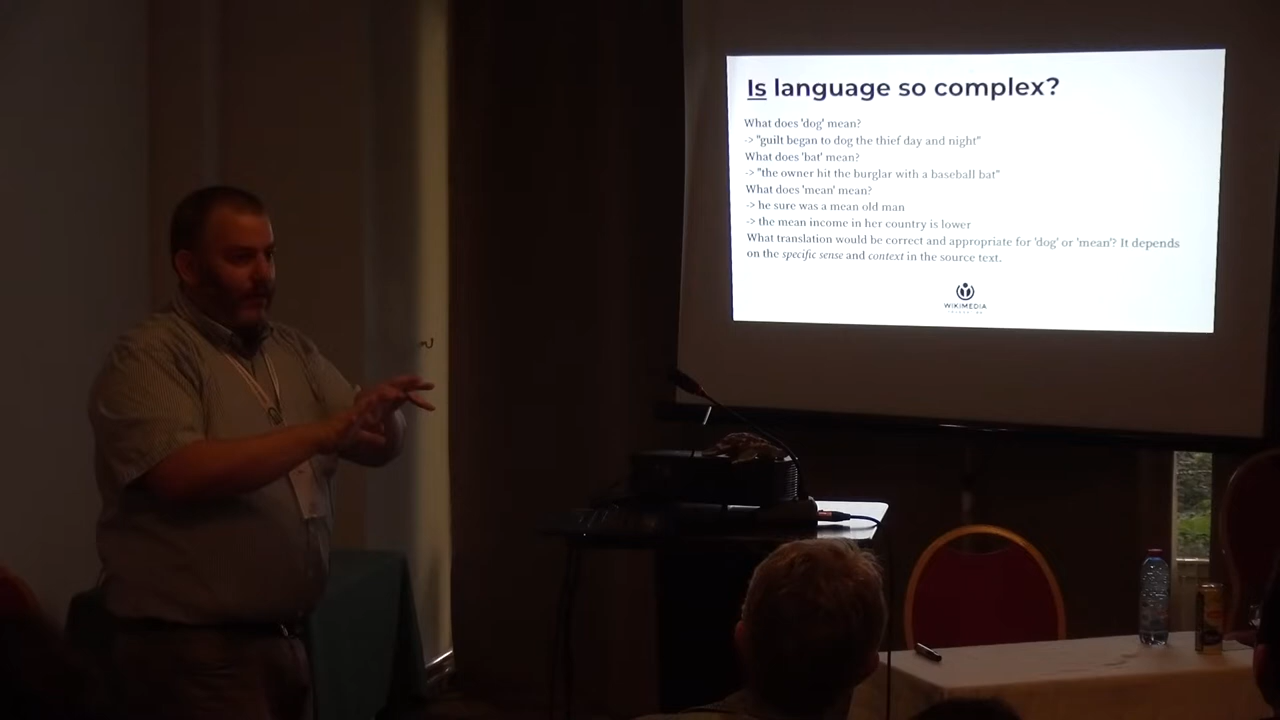 Is language so complex?
What does 'dog' mean?
-> "guilt began to dog the thief day and night"
What does 'bat' mean?
-> "the owner hit the burglar with a baseball bat"
What does 'mean' mean?
-> he sure was a mean old man
-> the mean income in her country is lower
What translation would be correct and appropriate for 'dog' or 'mean'? It depends
on the specific sense and context in the source text.
WIKIMEDIA